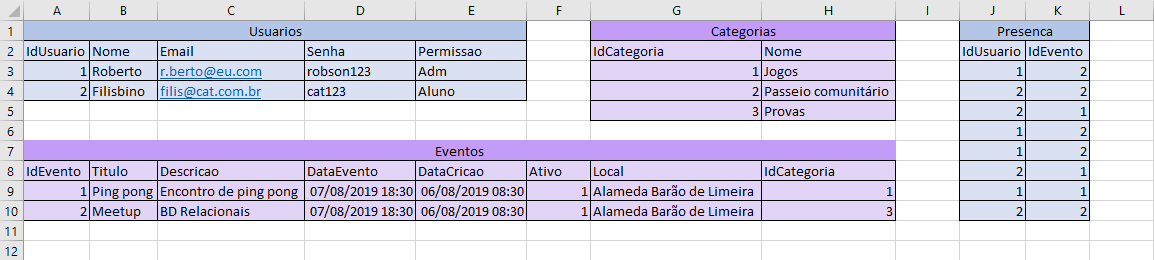 A B C D E F G H I J K L
1 Usuarios Categorias Presenca
2 IdUsuario Nome Email Senha Permissao IdCategoria Nome IdUsuario IdEvento
3 1 Roberto r.berto@eu.com robson123 Adm 1 Jogos 1 2
4 2 Filisbino filis@cat.com.br cat123 Aluno 2 Passeio comunitário 2 2
5 3 Provas 2 1
6 1 2
7 Eventos 1 2
8 IdEvento Titulo Descricao DataEvento DataCricao Ativo Local IdCategoria 2 1
9 1 Ping pong Encontro de ping pong 07/08/2019 18:30 06/08/2019 08:30 1 Alameda Barão de Limeira 1 1 1
10 2 Meetup BD Relacionais 07/08/2019 18:30 06/08/2019 08:30 1 Alameda Barão de Limeira 3 2 2
11
12